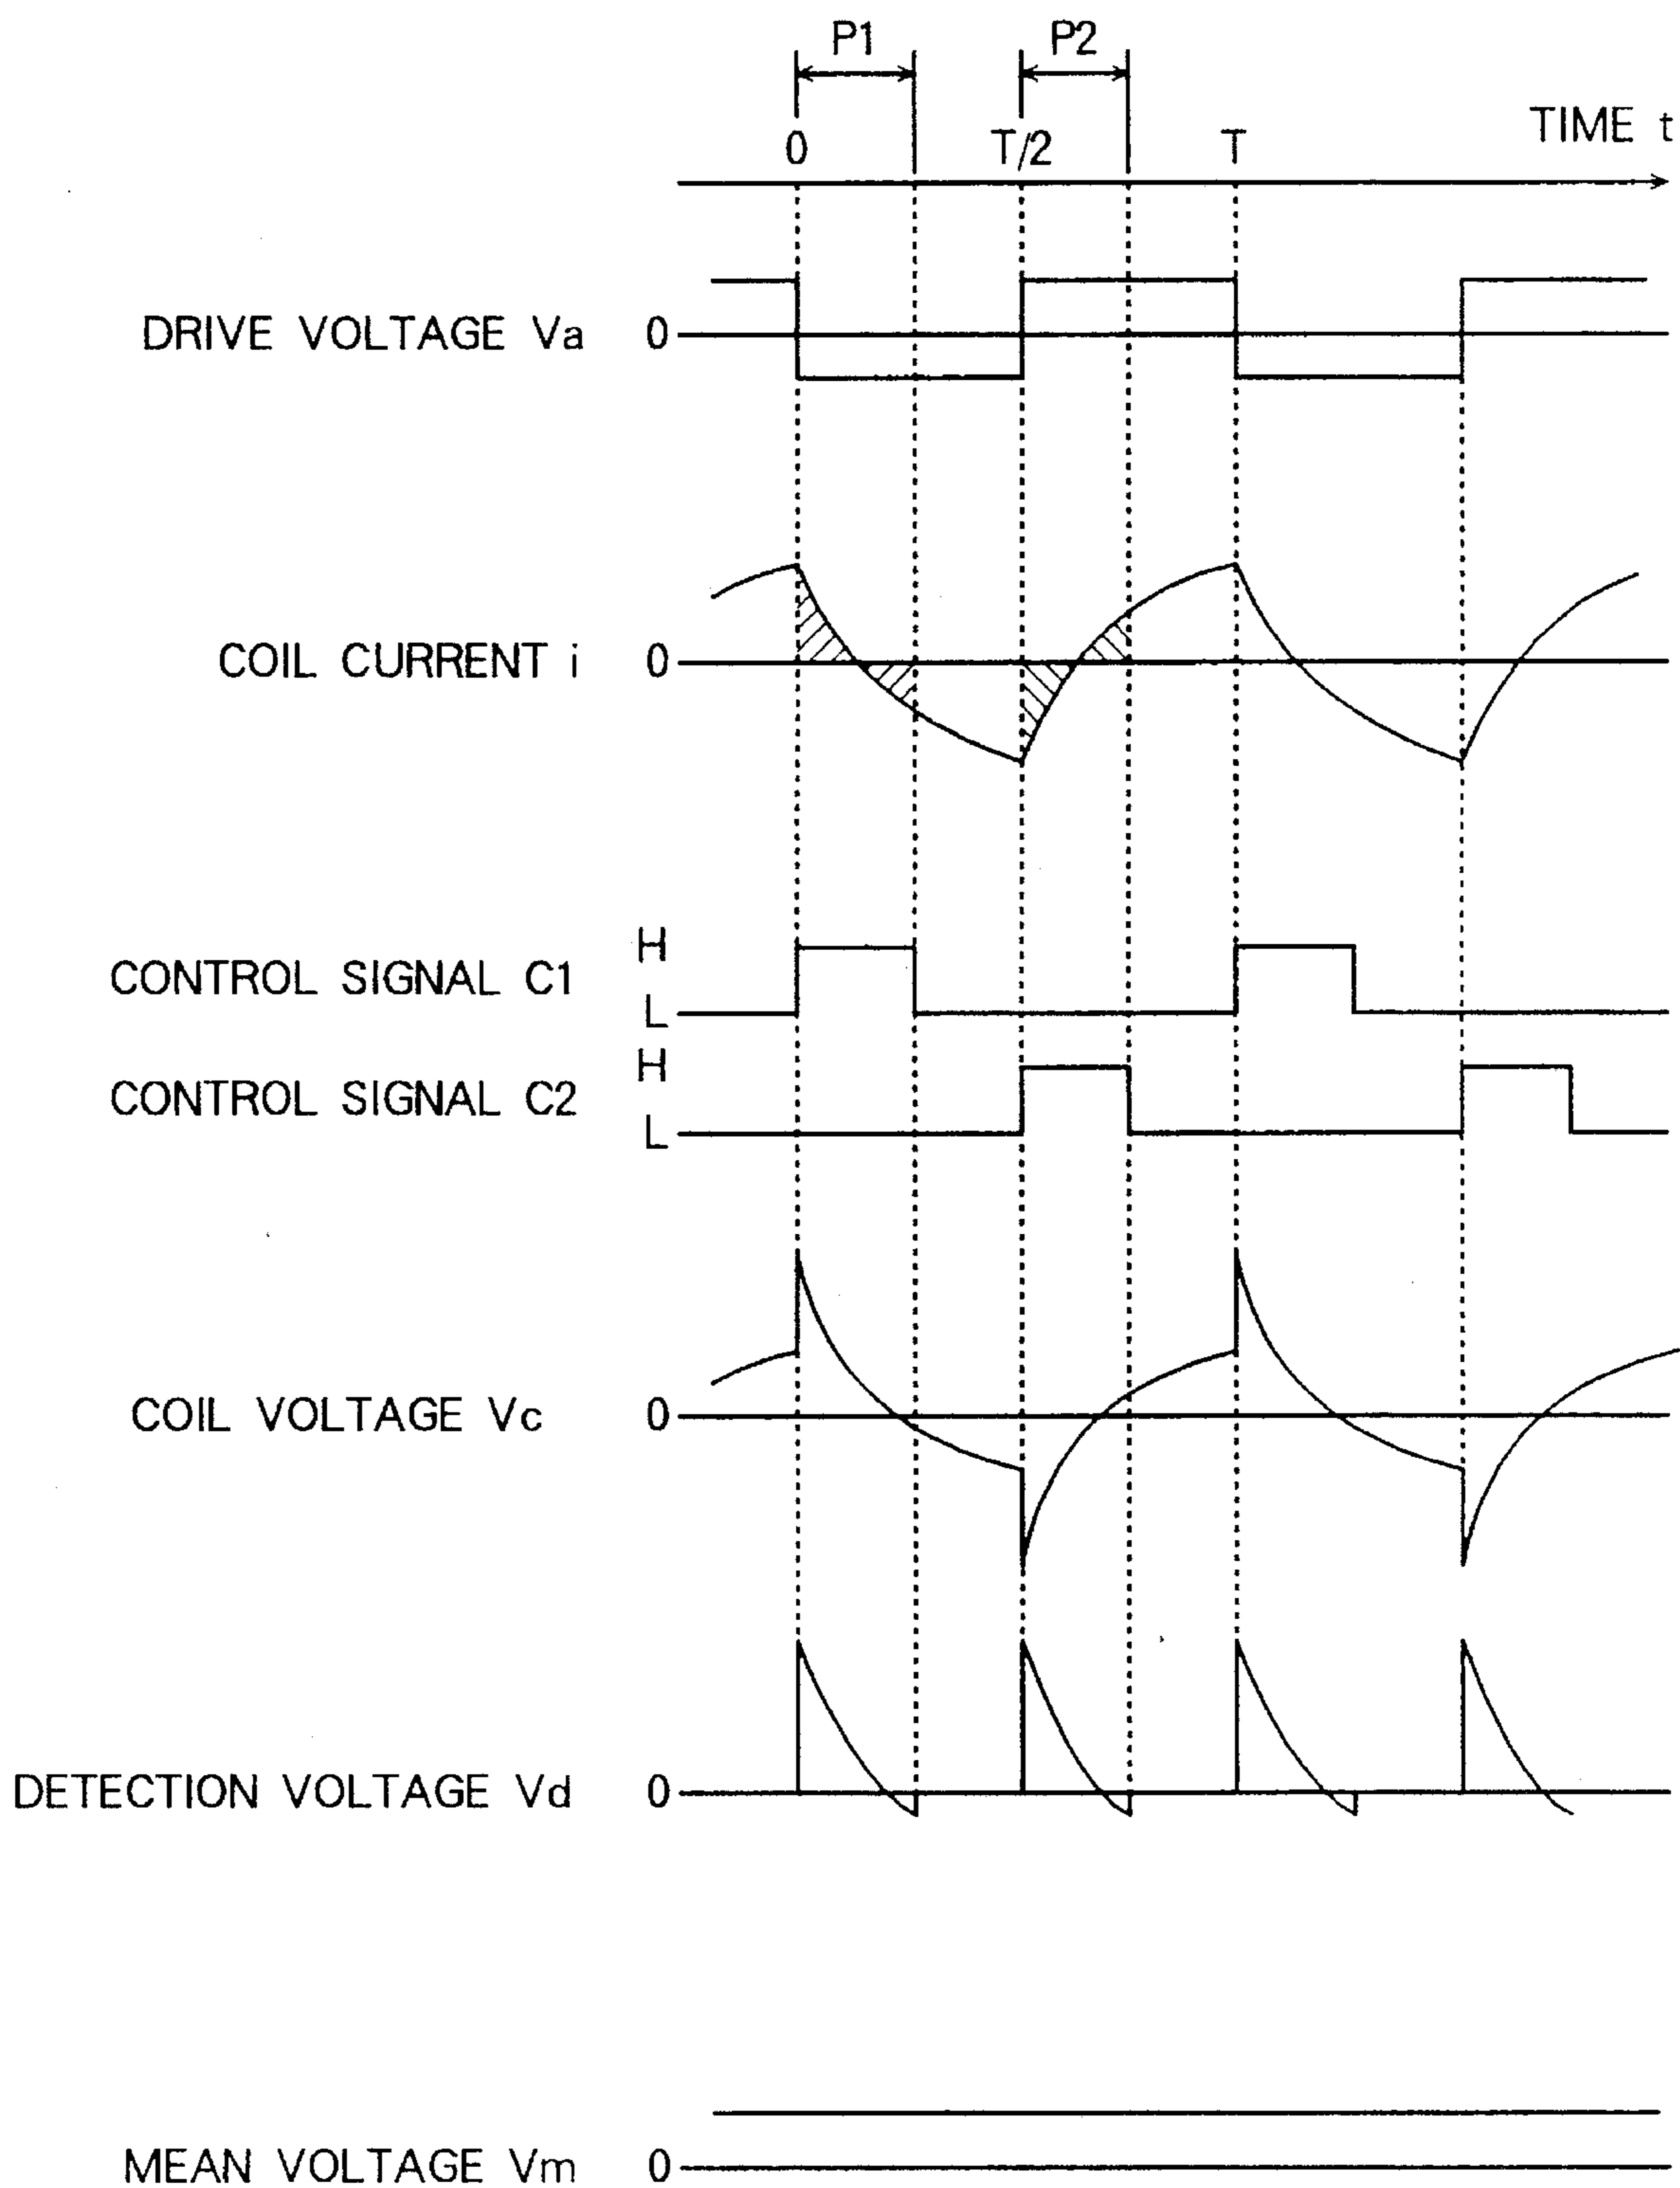 P1 P2
TIME t
0 T/2 T
DRIVE VOLTAGE Va 0
COIL CURRENT i 0
H
CONTROL SIGNAL C1
L
H
CONTROL SIGNAL C2
L
COIL VOLTAGE Vc 0
DETECTION VOLTAGE Vd 0
MEAN VOLTAGE Vm 0